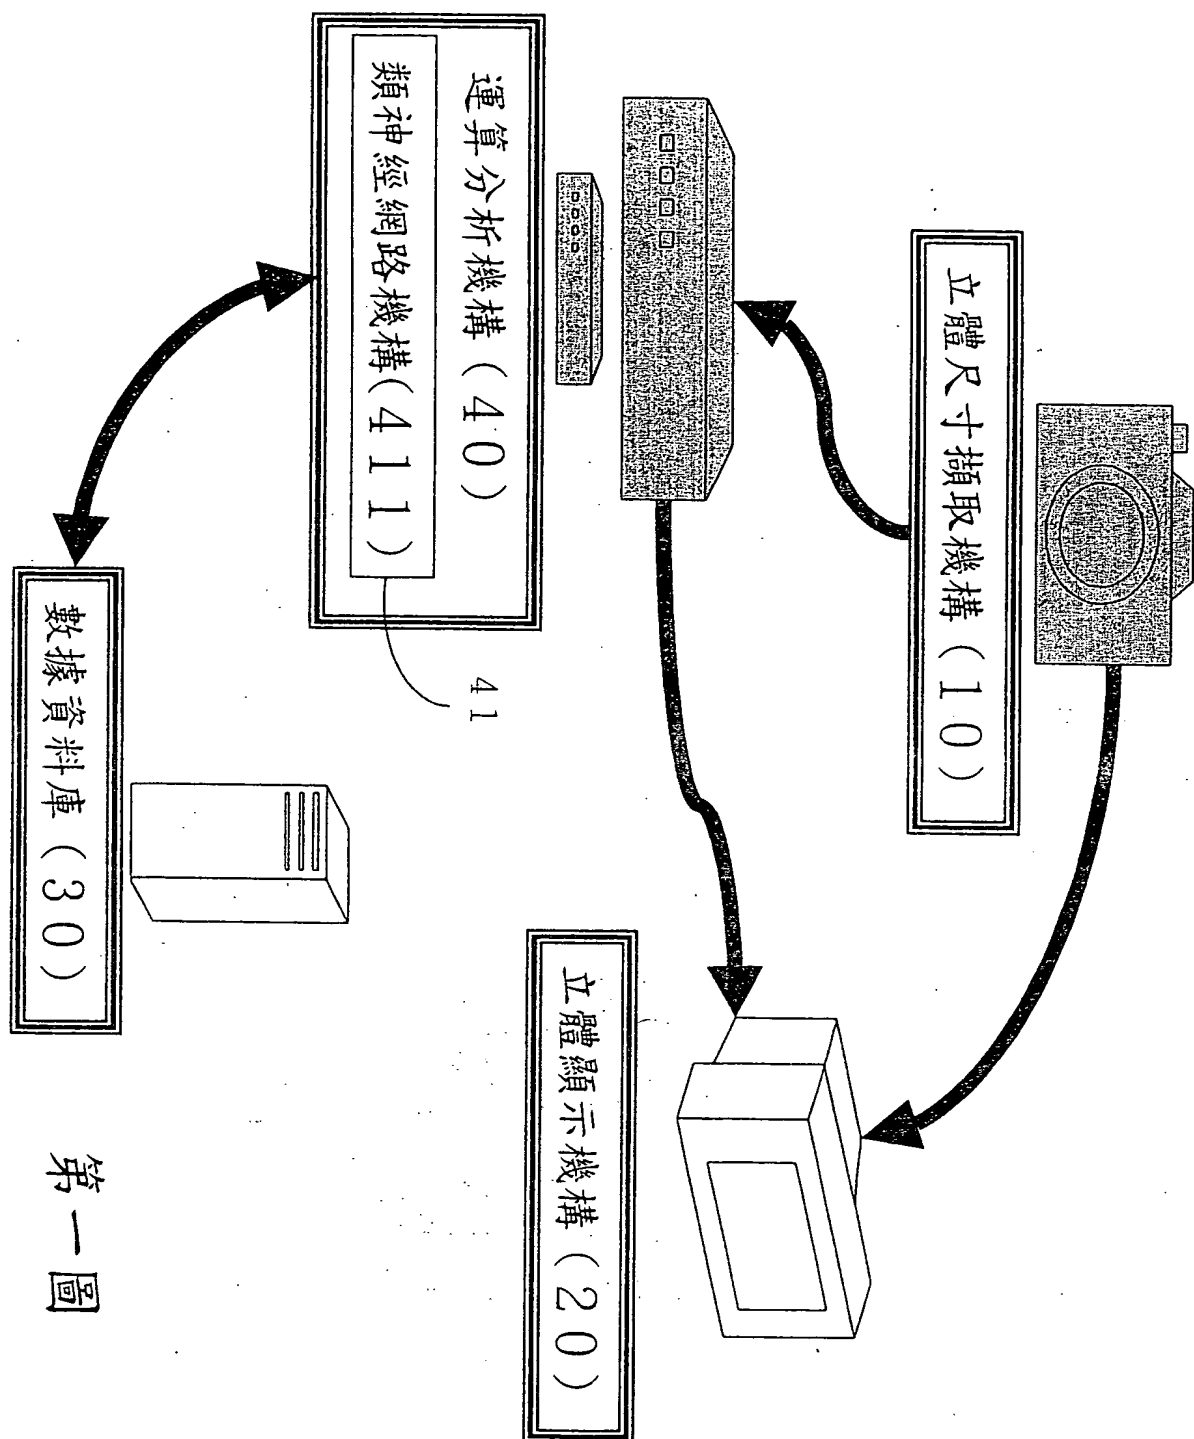 立體尺寸擷取機構(10)
運算分析機構(40)
類神經網路機構(411)
41
立體顯示機構(20)
數據資料庫(30)
第一圖